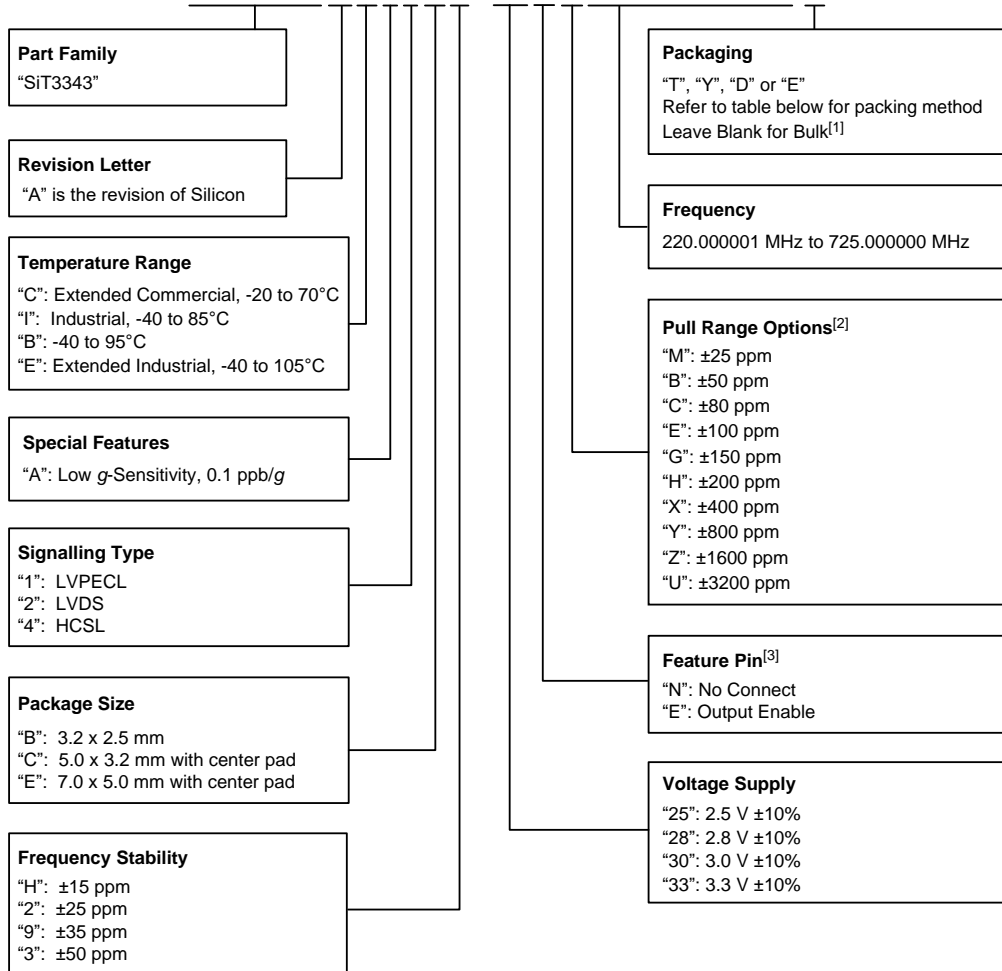 Part Family
“SiT3343”
Revision Letter
“A” is the revision of Silicon
Temperature Range
“C”: Extended Commercial, -20 to 70°C
“I”: Industrial, -40 to 85°C
“B”: -40 to 95°C
“E”: Extended Industrial, -40 to 105°C
Special Features
“A”: Low g-Sensitivity, 0.1 ppb/g
Signalling Type
“1”: LVPECL
“2”: LVDS
“4”: HCSL
Package Size
“B”: 3.2 x 2.5 mm
“C”: 5.0 x 3.2 mm with center pad
“E”: 7.0 x 5.0 mm with center pad
Frequency Stability
“H”: ±15 ppm
“2”: ±25 ppm
“9”: ±35 ppm
“3”: ±50 ppm
Packaging
“T”, “Y”, “D” or “E”
Refer to table below for packing method
Leave Blank for Bulk[1]
Frequency
220.000001 MHz to 725.000000 MHz
Pull Range Options[2]
“M”: ±25 ppm
“B”: ±50 ppm
“C”: ±80 ppm
“E”: ±100 ppm
“G”: ±150 ppm
“H”: ±200 ppm
“X”: ±400 ppm
“Y”: ±800 ppm
“Z”: ±1600 ppm
“U”: ±3200 ppm
Feature Pin[3]
“N”: No Connect
“E”: Output Enable
Voltage Supply
“25”: 2.5 V ±10%
“28”: 2.8 V ±10%
“30”: 3.0 V ±10%
“33”: 3.3 V ±10%